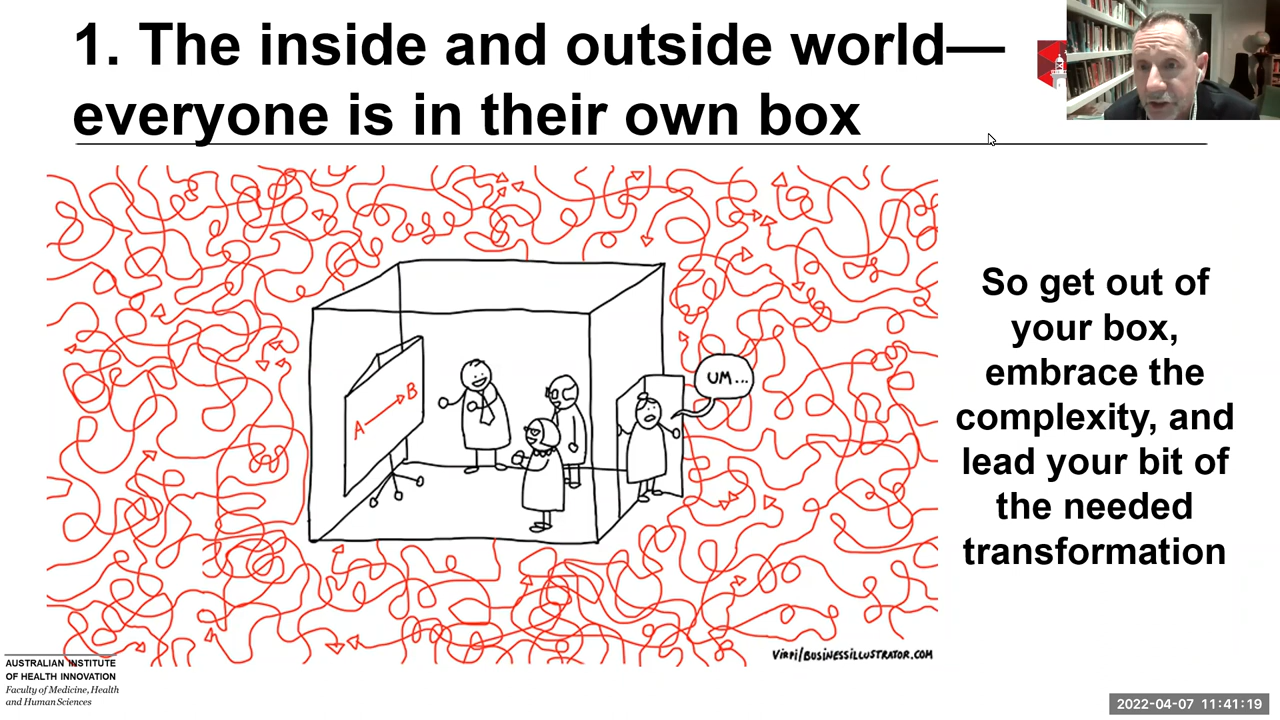 1. The inside and outside world—
everyone is in their own box
A
B
UM...
So get out of
your box,
embrace the
complexity, and
lead your bit of
the needed
transformation
Virpi/BUSINESSILLUSTRATOR.COM
AUSTRALIAN INSTITUTE
OF HEALTH INNOVATION
Faculty of Medicine, Health
and Human Sciences
2022-04-07 11:41:19